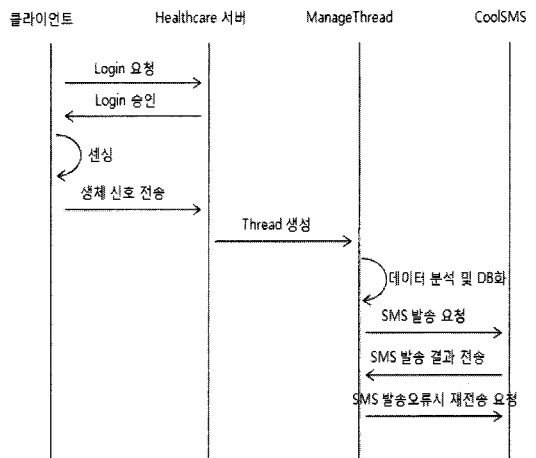 클라이언트 Healthcare 서버 ManageThread CoolSMS
Login 요청
Login 승인
센싱
생체 신호 전송
Thread 생성
데이터 분석 및 DB화
SMS 발송 요청
SMS 발송 결과 전송
SMS 발송오류시 재전송 요청